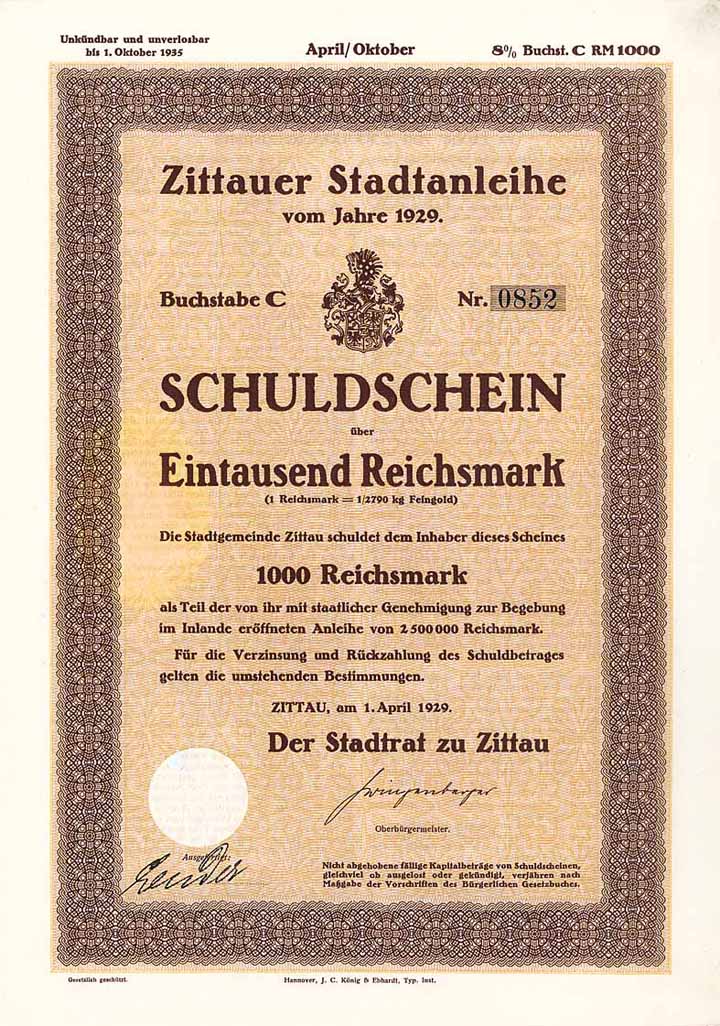 Unkündbar und unverlosbar
bis 1. Oktober 1935
April/Oktober
8% Buchst. C RM 1000
Zittauer Stadtanleihe
vom Jahre 1929.
Buchstabe C
Nr. 0852
SCHULDSCHEIN
über
Eintausend Reichsmark
(1 Reichsmark = 1/2790 kg Feingold)
Die Stadtgemeinde Zittau schuldet dem Inhaber dieses Scheines
1000 Reichsmark
als Teil der von ihr mit staatlicher Genehmigung zur Begebung
im Inlande eröffneten Anleihe von 2 500 000 Reichsmark.
Für die Verzinsung und Rückzahlung des Schuldbetrages
gelten die umstehenden Bestimmungen.
ZITTAU, am 1. April 1929.
Der Stadtrat zu Zittau
Zwingenberger
Oberbürgermeister.
Ausgefertigt:
Nicht abgehobene fällige Kapitalbeträge von Schuldscheinen,
gleichviel ob ausgelost oder gekündigt, verjähren nach
Maßgabe der Vorschriften des Bürgerlichen Gesetzbuches.
Gesetzlich geschützt.
Hannover, J. C. König & Ebhardt, Typ. Inst.